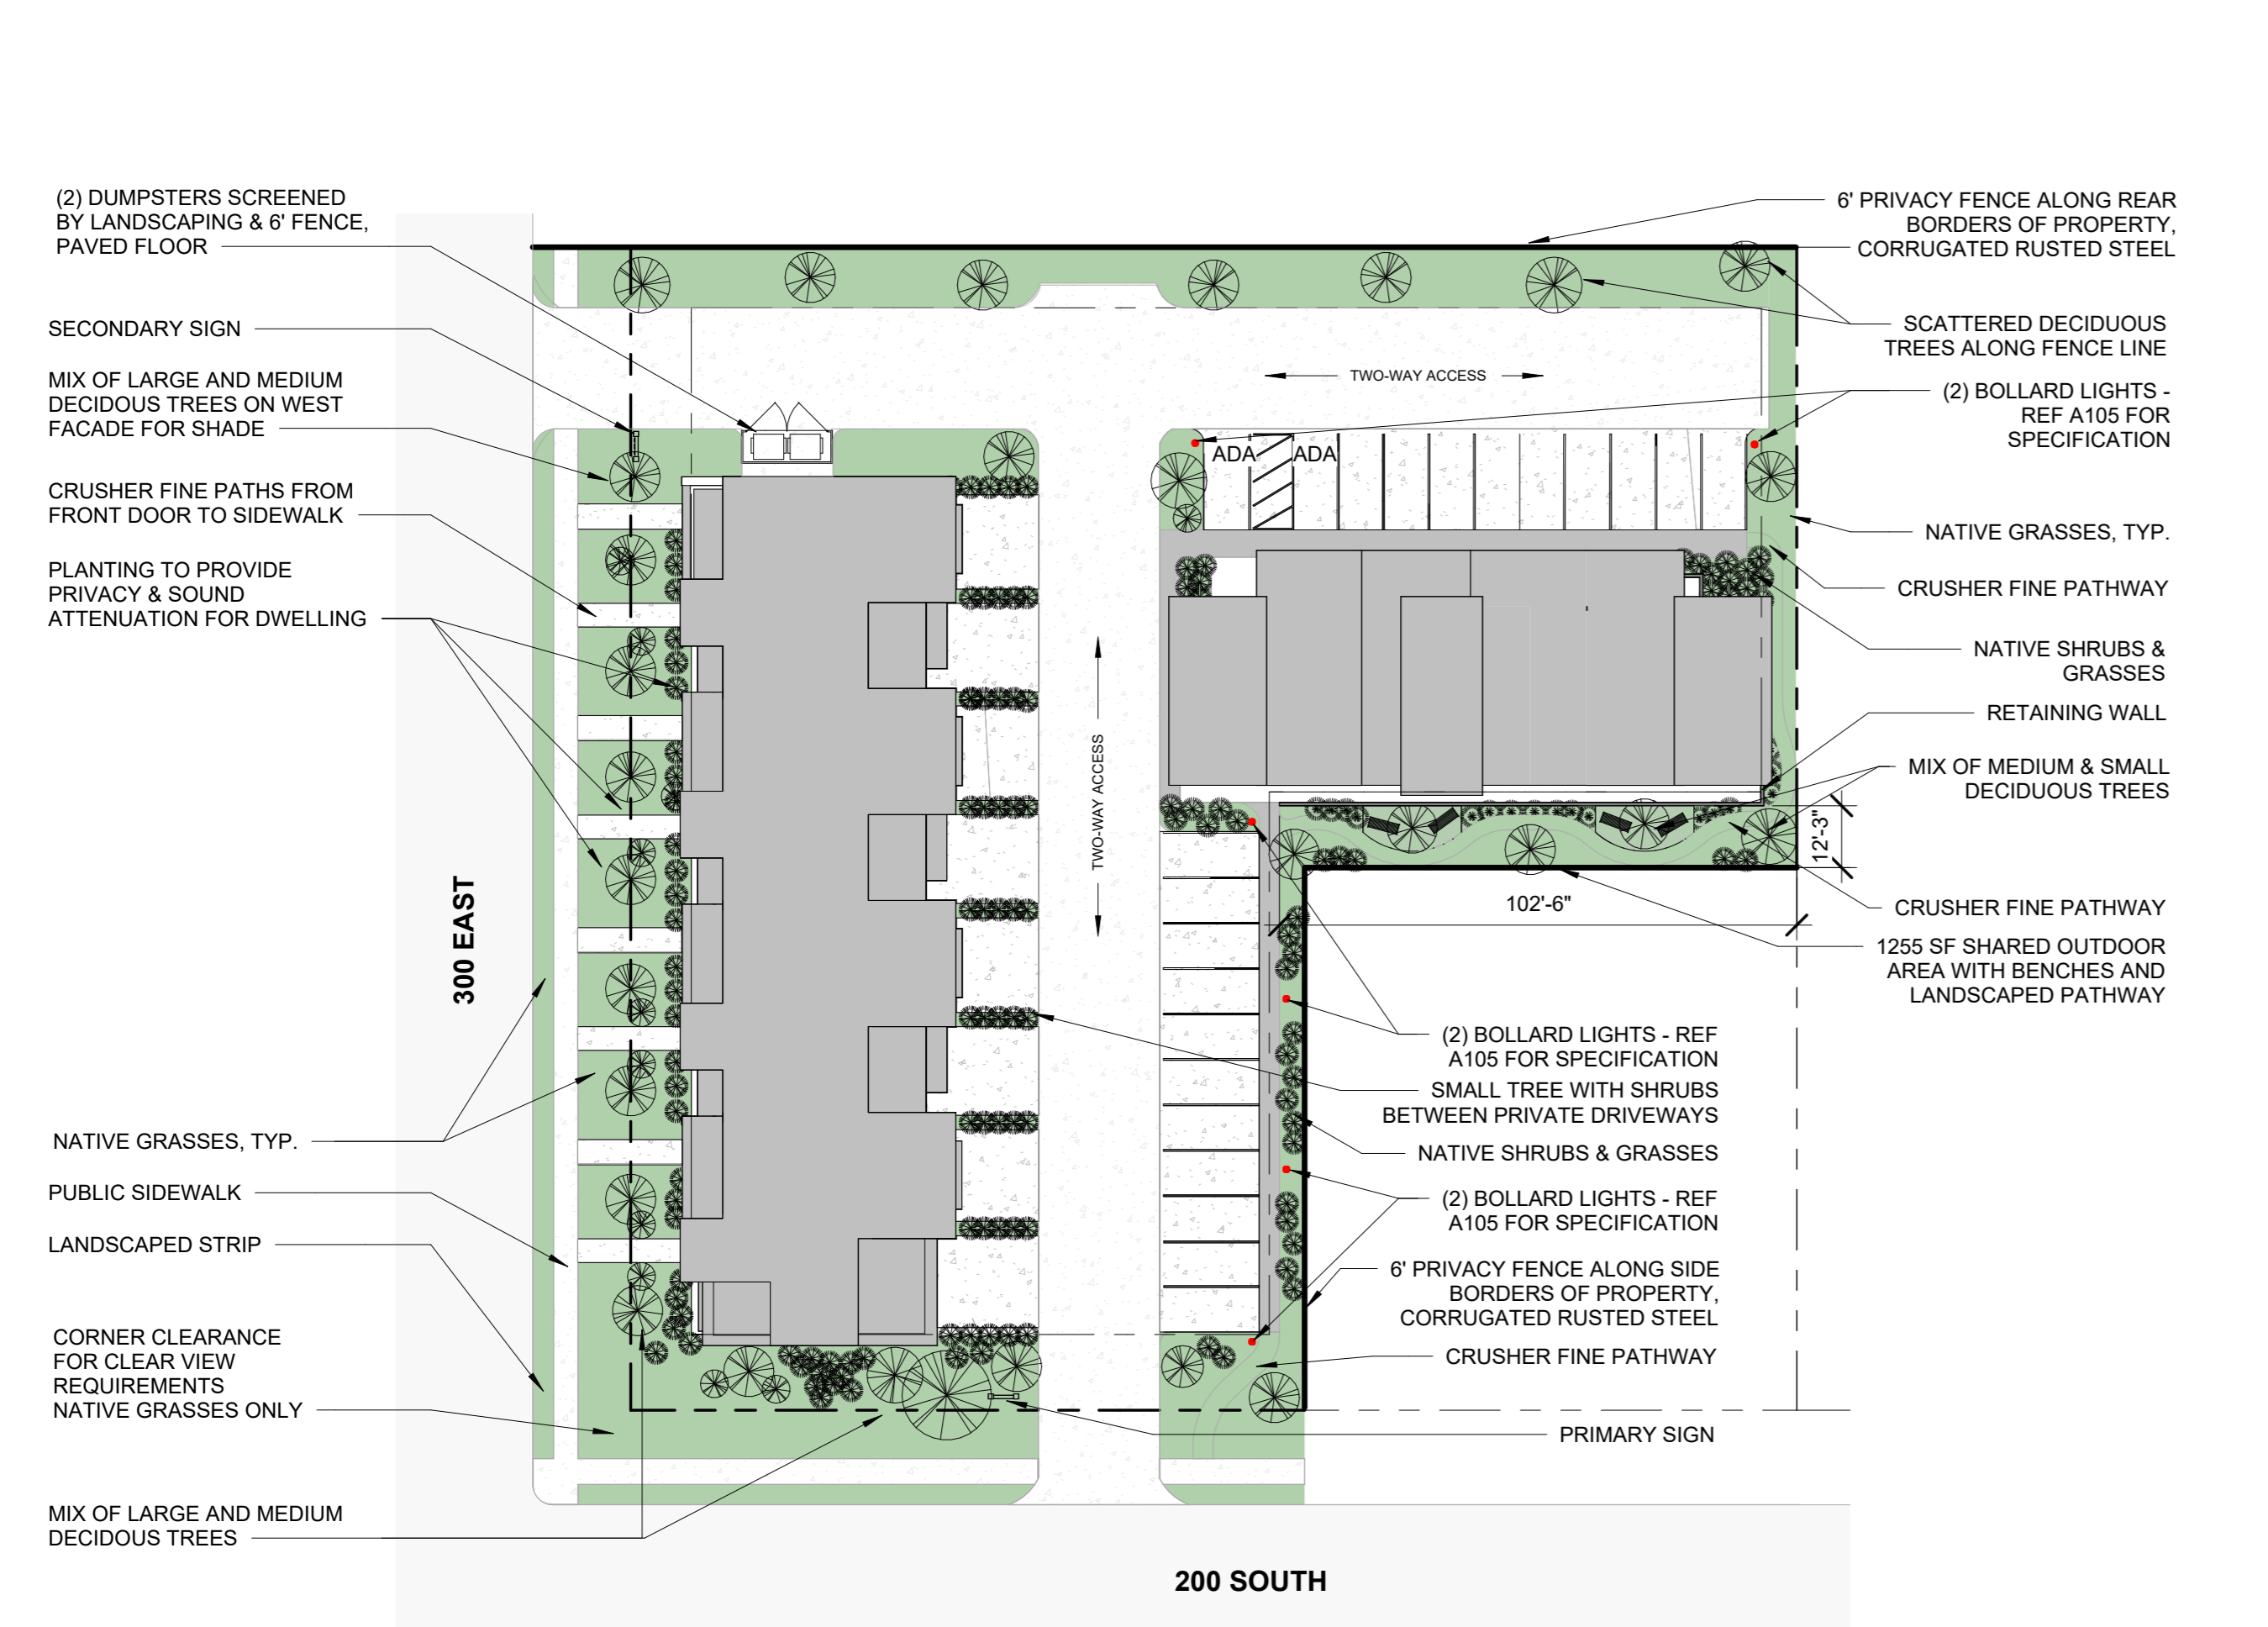 (2) DUMPSTERS SCREENED
BY LANDSCAPING & 6' FENCE,
PAVED FLOOR
SECONDARY SIGN
MIX OF LARGE AND MEDIUM
DECIDOUS TREES ON WEST
FACADE FOR SHADE
CRUSHER FINE PATHS FROM
FRONT DOOR TO SIDEWALK
PLANTING TO PROVIDE
PRIVACY & SOUND
ATTENUATION FOR DWELLING
300 EAST
NATIVE GRASSES, TYP.
PUBLIC SIDEWALK
LANDSCAPED STRIP
CORNER CLEARANCE
FOR CLEAR VIEW
REQUIREMENTS
NATIVE GRASSES ONLY
MIX OF LARGE AND MEDIUM
DECIDOUS TREES
TWO-WAY ACCESS
ADA
ADA
TWO-WAY ACCESS
6' PRIVACY FENCE ALONG REAR
BORDERS OF PROPERTY,
CORRUGATED RUSTED STEEL
SCATTERED DECIDUOUS
TREES ALONG FENCE LINE
(2) BOLLARD LIGHTS -
REF A105 FOR
SPECIFICATION
NATIVE GRASSES, TYP.
CRUSHER FINE PATHWAY
NATIVE SHRUBS &
GRASSES
RETAINING WALL
MIX OF MEDIUM & SMALL
DECIDUOUS TREES
12'-3"
102'-6"
CRUSHER FINE PATHWAY
1255 SF SHARED OUTDOOR
AREA WITH BENCHES AND
LANDSCAPED PATHWAY
(2) BOLLARD LIGHTS - REF
A105 FOR SPECIFICATION
SMALL TREE WITH SHRUBS
BETWEEN PRIVATE DRIVEWAYS
NATIVE SHRUBS & GRASSES
(2) BOLLARD LIGHTS - REF
A105 FOR SPECIFICATION
6' PRIVACY FENCE ALONG SIDE
BORDERS OF PROPERTY,
CORRUGATED RUSTED STEEL
CRUSHER FINE PATHWAY
PRIMARY SIGN
200 SOUTH